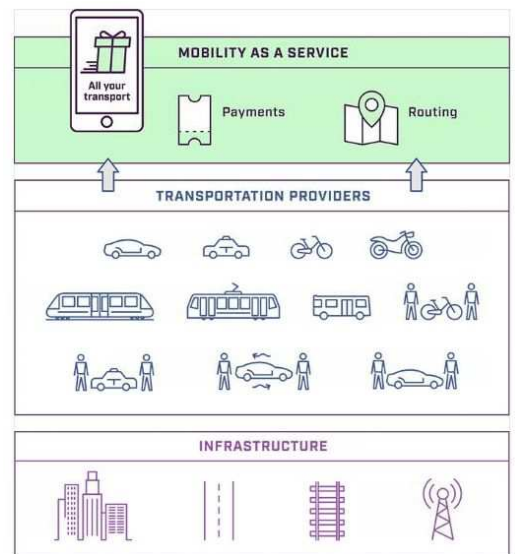 MOBILITY AS A SERVICE
All your
transport
Payments
Routing
TRANSPORTATION PROVIDERS
T
T
INFRASTRUCTURE